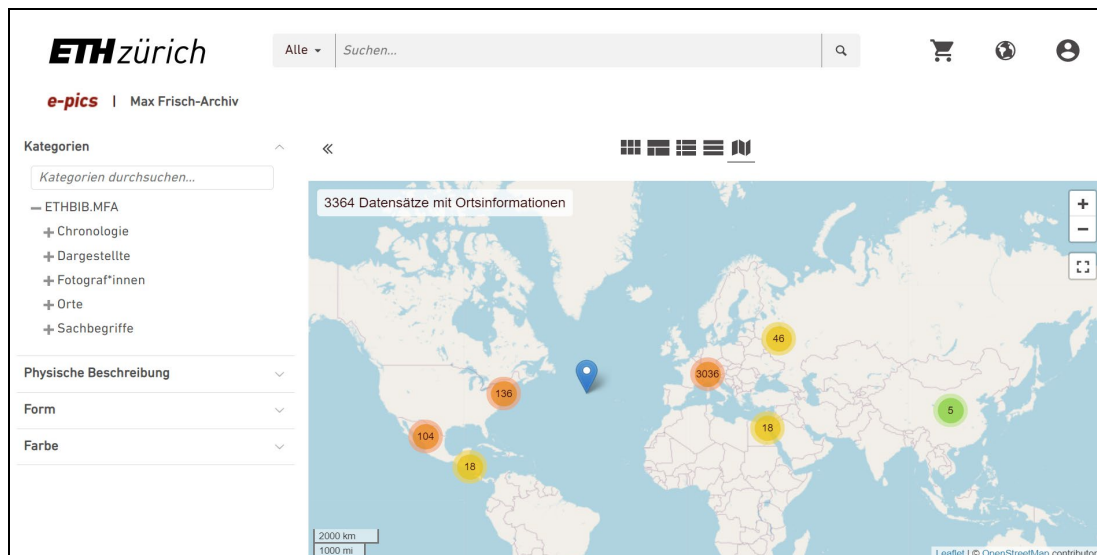 ETH zürich
Alle
Suchen...
e-pics | Max Frisch-Archiv
Kategorien
Kategorien durchsuchen...
ETHBIB.MFA
Chronologie
Dargestellte
Fotograf*innen
Orte
Sachbegriffe
Physische Beschreibung
Form
Farbe
3364 Datensätze mit Ortsinformationen
+
−
46
3036
136
5
18
104
18
2000 km
1000 mi
Leaflet | © OpenStreetMap contributor